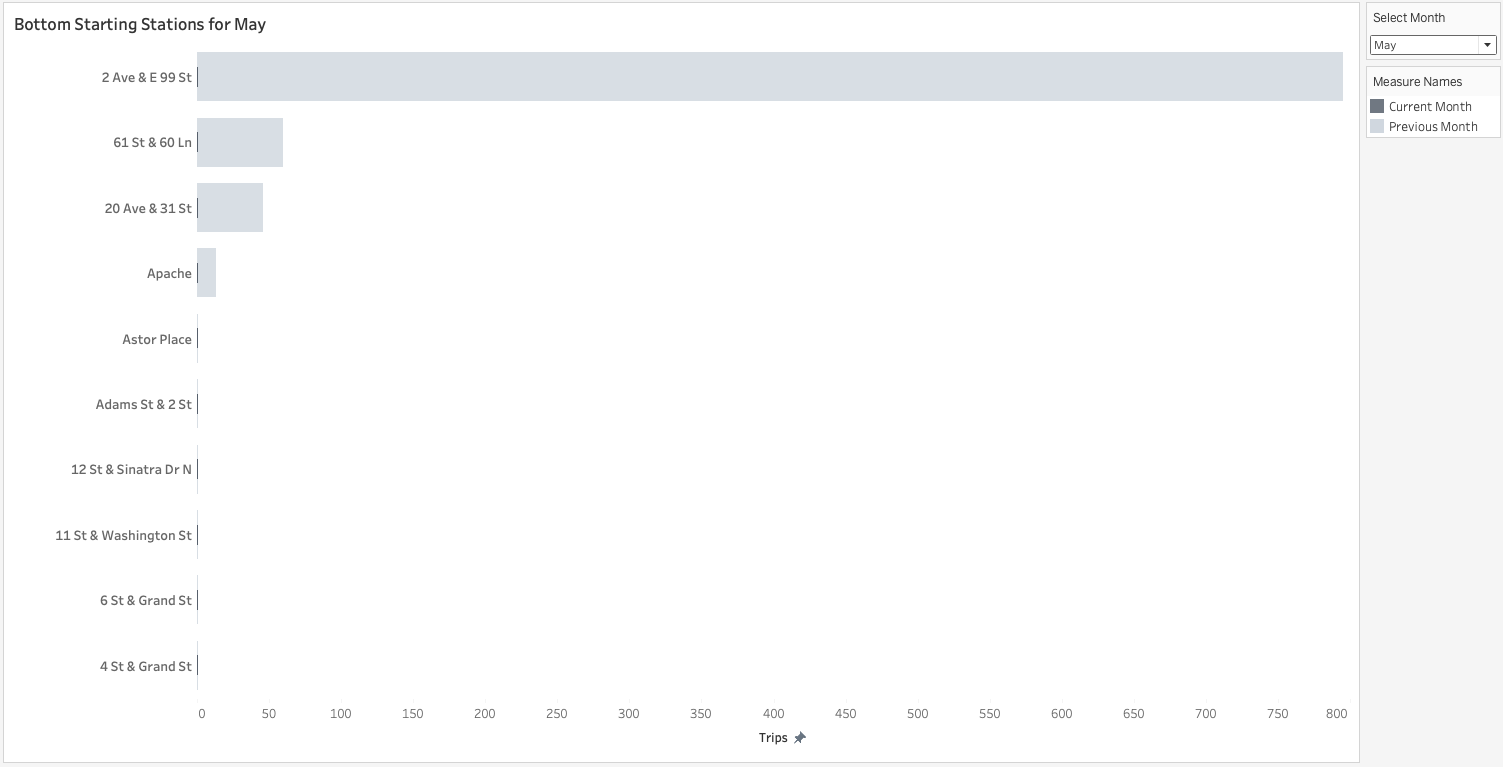 Bottom Starting Stations for May
2 Ave & E 99 St
61 St & 60 Ln
20 Ave & 31 St
Apache
Astor Place
Adams St & 2 St
12 St & Sinatra Dr N
11 St & Washington St
6 St & Grand St
4 St & Grand St
0 50 100 150 200 250 300 350 400 450 500 550 600 650 700 750 800
Trips
Select Month
May
Measure Names
Current Month
Previous Month